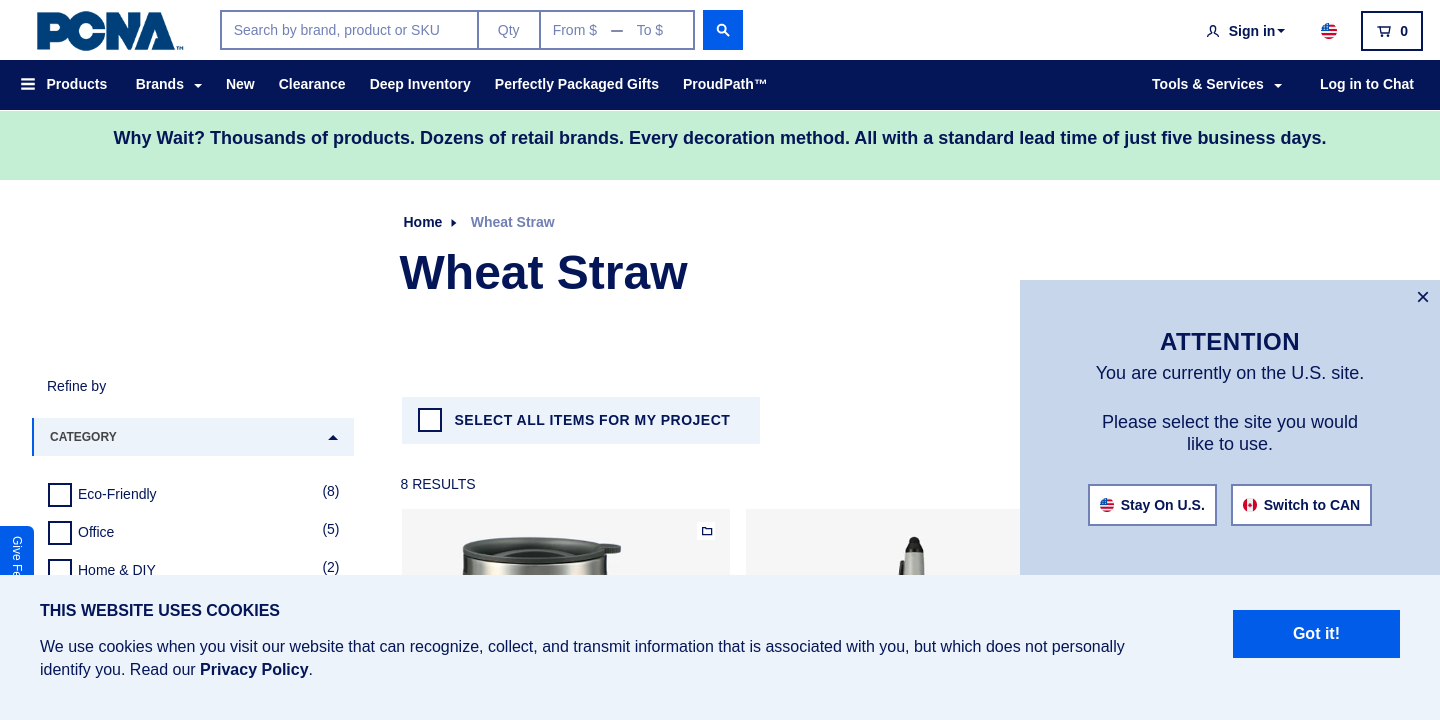 PCNA™
Search by brand, product or SKU
Qty
From $ — To $
Sign in
0
Products
Brands
New
Clearance
Deep Inventory
Perfectly Packaged Gifts
ProudPath™
Tools & Services
Log in to Chat
Why Wait? Thousands of products. Dozens of retail brands. Every decoration method. All with a standard lead time of just five business days.
Home
Wheat Straw
Wheat Straw
×
ATTENTION
You are currently on the U.S. site.
Please select the site you would
like to use.
Stay On U.S.
Switch to CAN
Refine by
CATEGORY
Eco-Friendly (8)
Office (5)
Home & DIY (2)
SELECT ALL ITEMS FOR MY PROJECT
8 RESULTS
Give Fe
THIS WEBSITE USES COOKIES
We use cookies when you visit our website that can recognize, collect, and transmit information that is associated with you, but which does not personally
identify you. Read our Privacy Policy.
Got it!